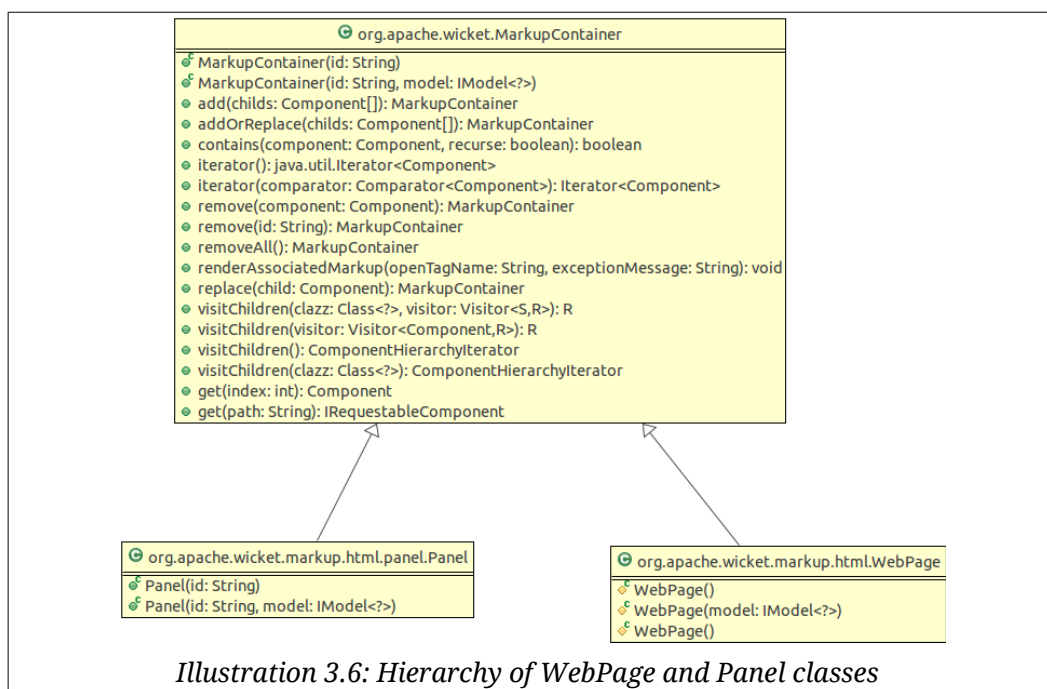 org.apache.wicket.MarkupContainer
MarkupContainer(id: String)
MarkupContainer(id: String, model: IModel<?>)
add(childs: Component[]): MarkupContainer
addOrReplace(childs: Component[]): MarkupContainer
contains(component: Component, recurse: boolean): boolean
iterator(): java.util.Iterator<Component>
iterator(comparator: Comparator<Component>): Iterator<Component>
remove(component: Component): MarkupContainer
remove(id: String): MarkupContainer
removeAll(): MarkupContainer
renderAssociatedMarkup(openTagName: String, exceptionMessage: String): void
replace(child: Component): MarkupContainer
visitChildren(clazz: Class<?>, visitor: Visitor<S,R>): R
visitChildren(visitor: Visitor<Component,R>): R
visitChildren(): ComponentHierarchyIterator
visitChildren(clazz: Class<?>): ComponentHierarchyIterator
get(index: int): Component
get(path: String): IRequestableComponent
org.apache.wicket.markup.html.panel.Panel
Panel(id: String)
Panel(id: String, model: IModel<?>)
org.apache.wicket.markup.html.WebPage
WebPage()
WebPage(model: IModel<?>)
WebPage()
Illustration 3.6: Hierarchy of WebPage and Panel classes